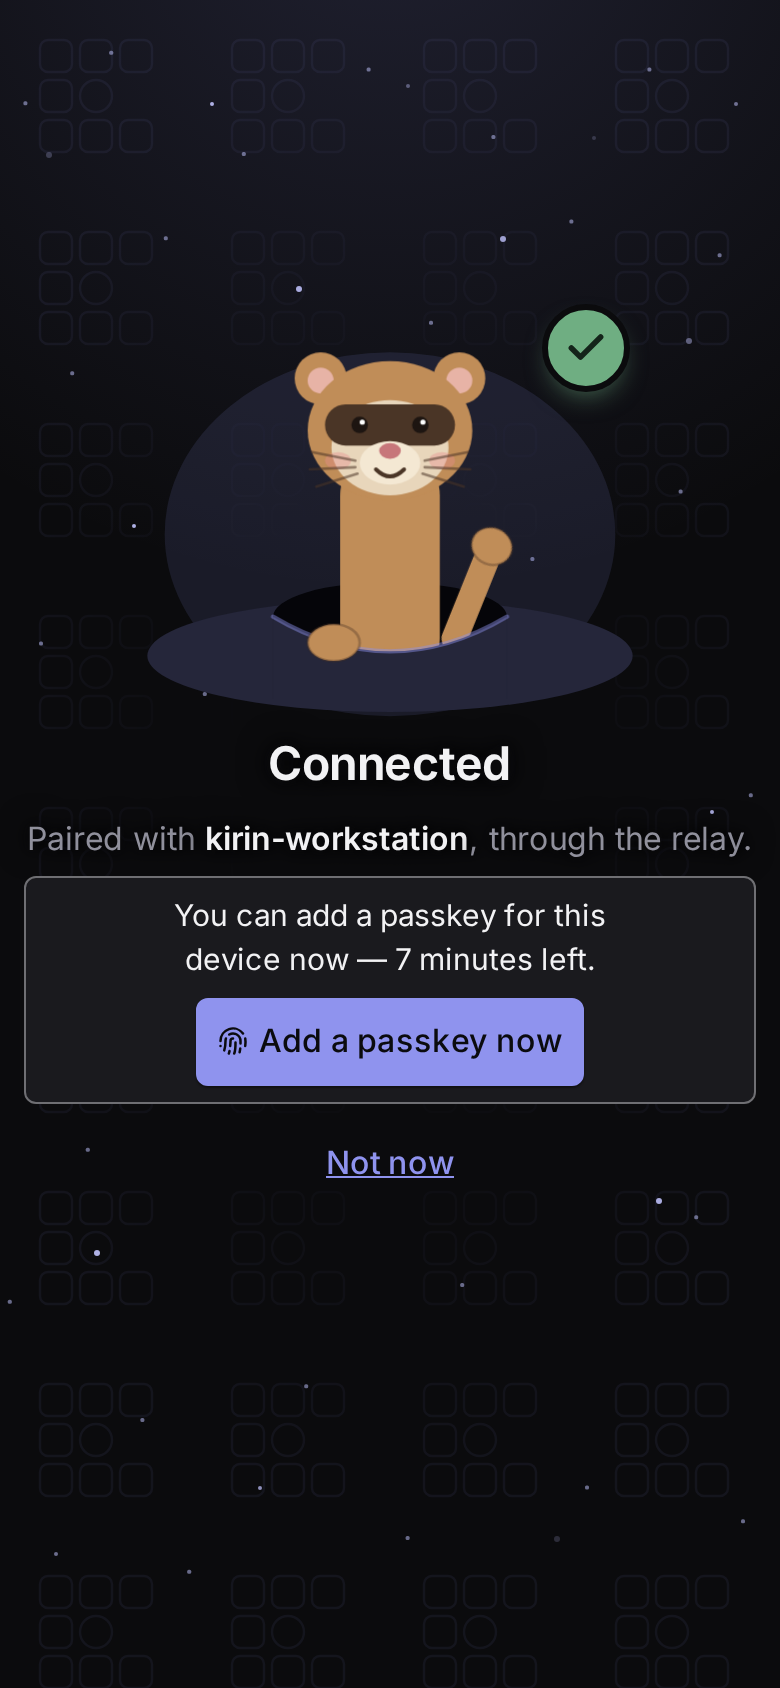 Connected
Paired with kirin-workstation, through the relay.
You can add a passkey for this
device now — 7 minutes left.
Add a passkey now
Not now